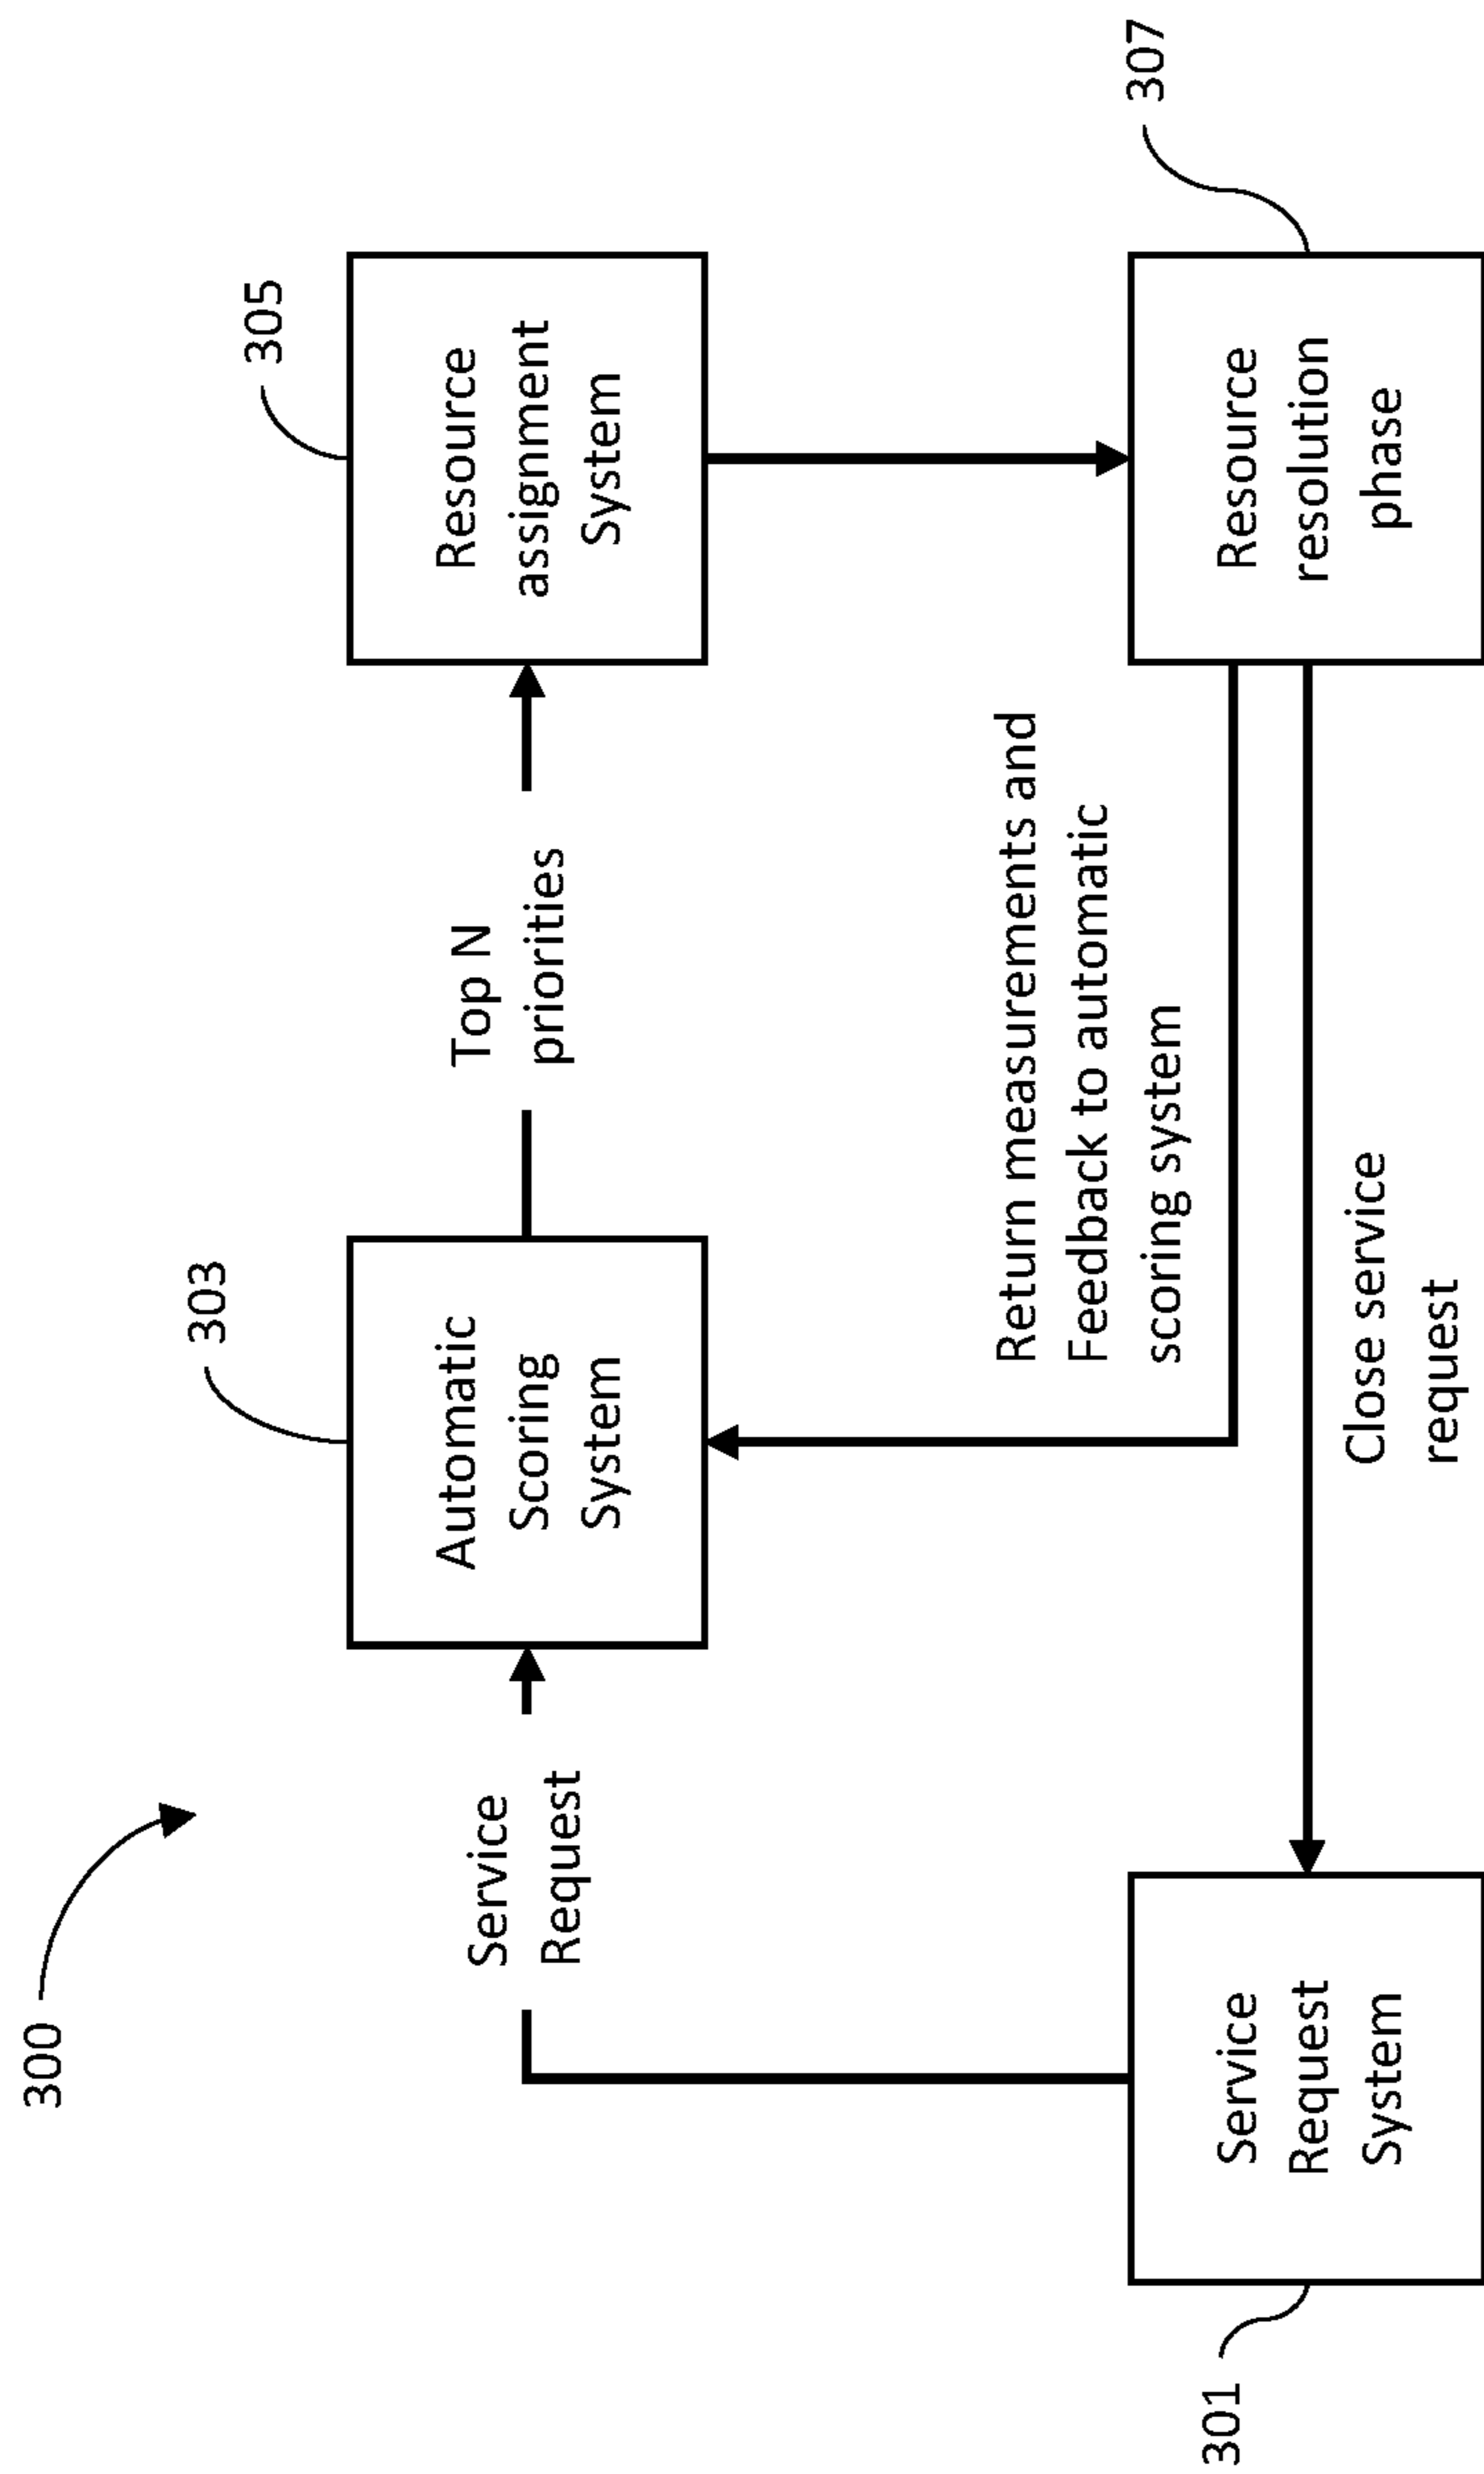 300
303
305
307
301
Service
Request
Automatic
Scoring
System
Top N
priorities
Resource
assignment
System
Return measurements and
Feedback to automatic
scoring system
Service
Request
System
Close service
request
Resource
resolution
phase